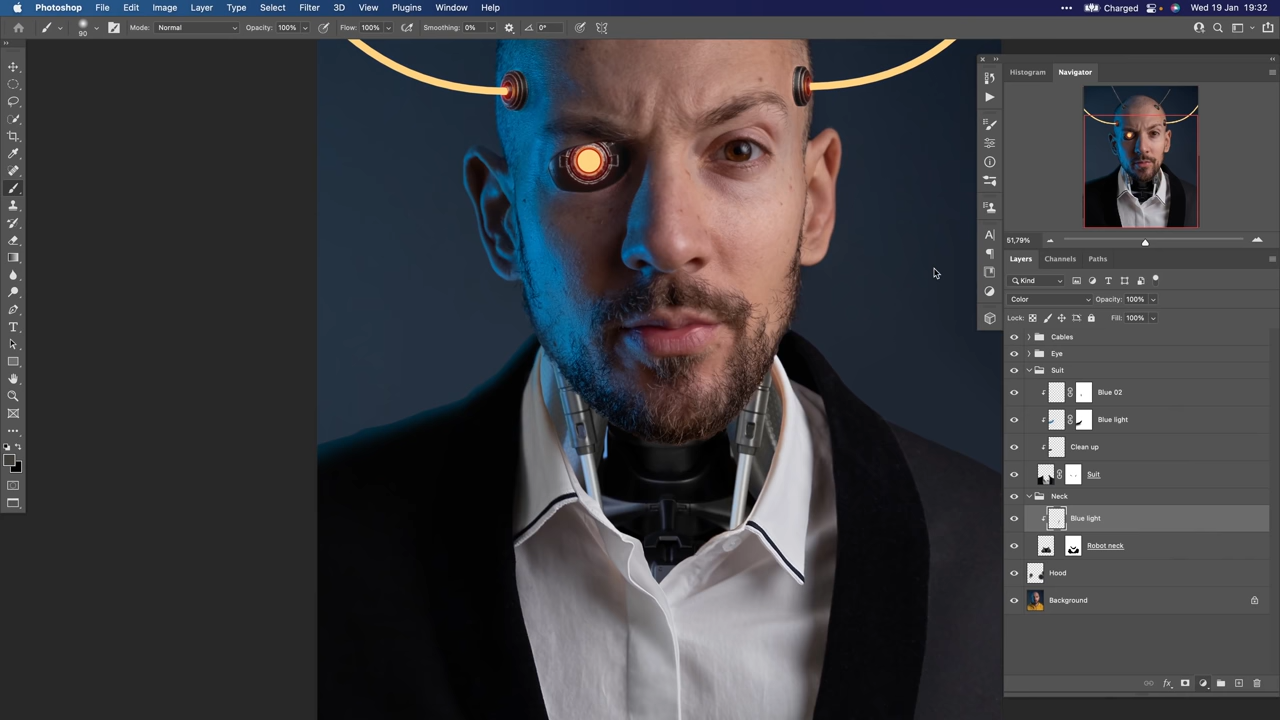 Photoshop File Edit Image Layer Type Select Filter 3D View Plugins Window Help Charged Wed 19 Jan 19:32
90 Mode: Normal Opacity: 100% Flow: 100% Smoothing: 0% 0°
Histogram Navigator
51,79%
Layers Channels Paths
Kind
Color Opacity: 100%
Lock: Fill: 100%
Cables
Eye
Suit
Blue 02
Blue light
Clean up
Suit
Neck
Blue light
Robot neck
Hood
Background